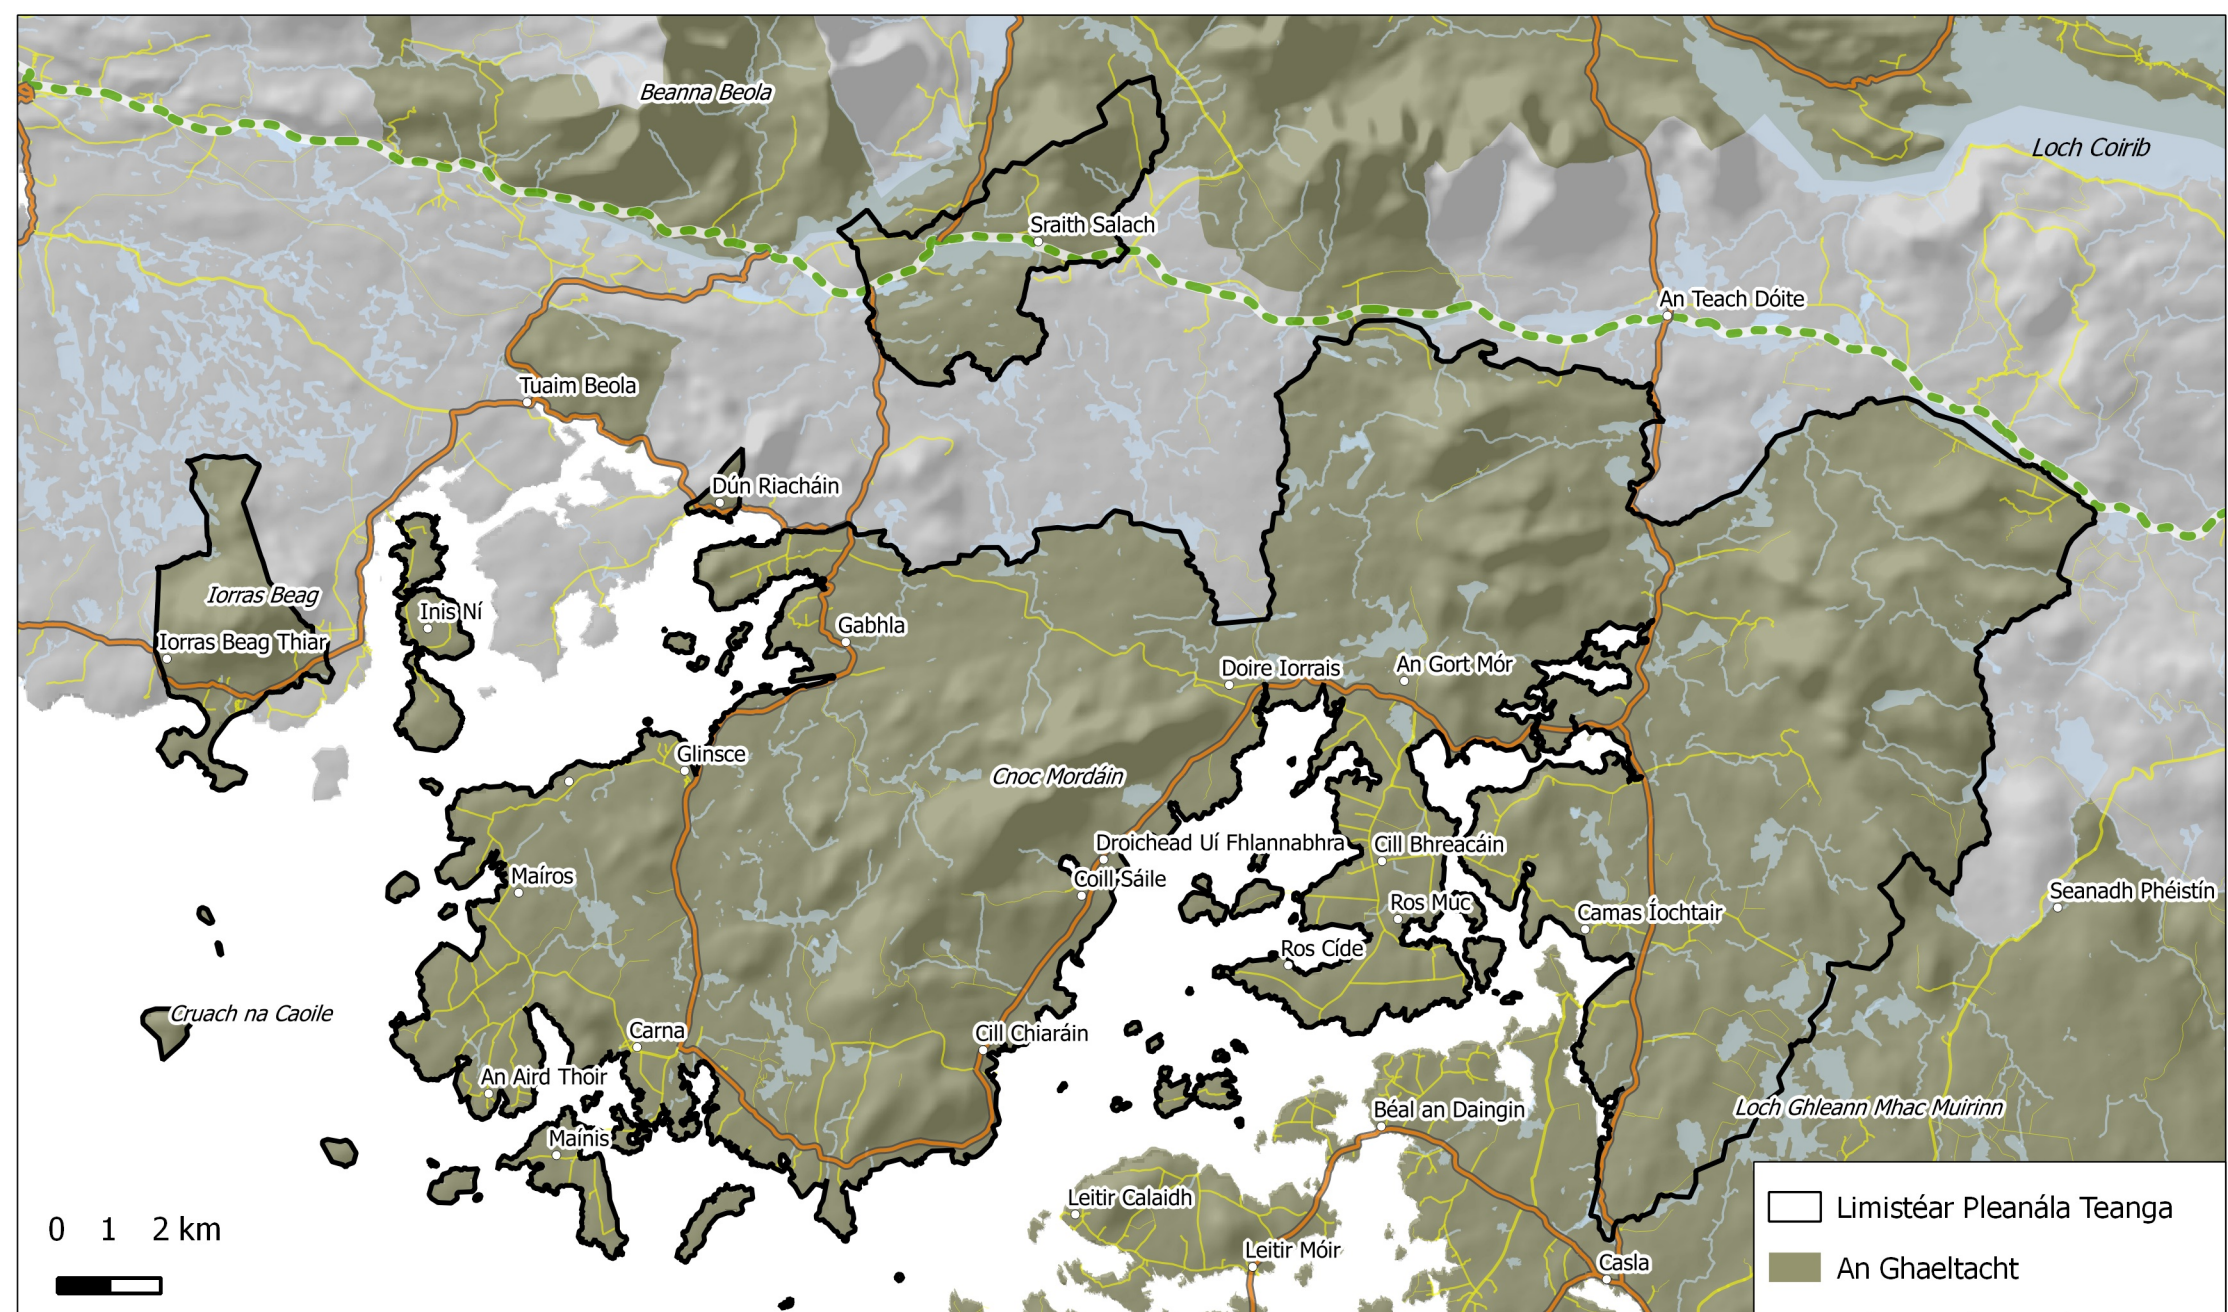 Beanna Beola
Loch Coirib
Sraith Salach
An Teach Dóite
Tuaim Beola
Dún Riacháin
Iorras Beag
Inis Ní
Gabhla
Iorras Beag Thiar
Doire Iorrais
An Gort Mór
Glinsce
Cnoc Mordáin
Droichead Uí Fhlannabhra
Cill Bhreacáin
Maíros
Coill Sáile
Seanadh Phéistín
Ros Muc
Camas Íochtair
Ros Cíde
Cruach na Caoile
Carna
Cill Chiaráin
An Aird Thoir
Béal an Daingin
Loch Ghleann Mhac Muirinn
Maínis
Leitir Calaidh
Leitir Móir
Casla
0 1 2 km
Limistéar Pleanála Teanga
An Ghaeltacht